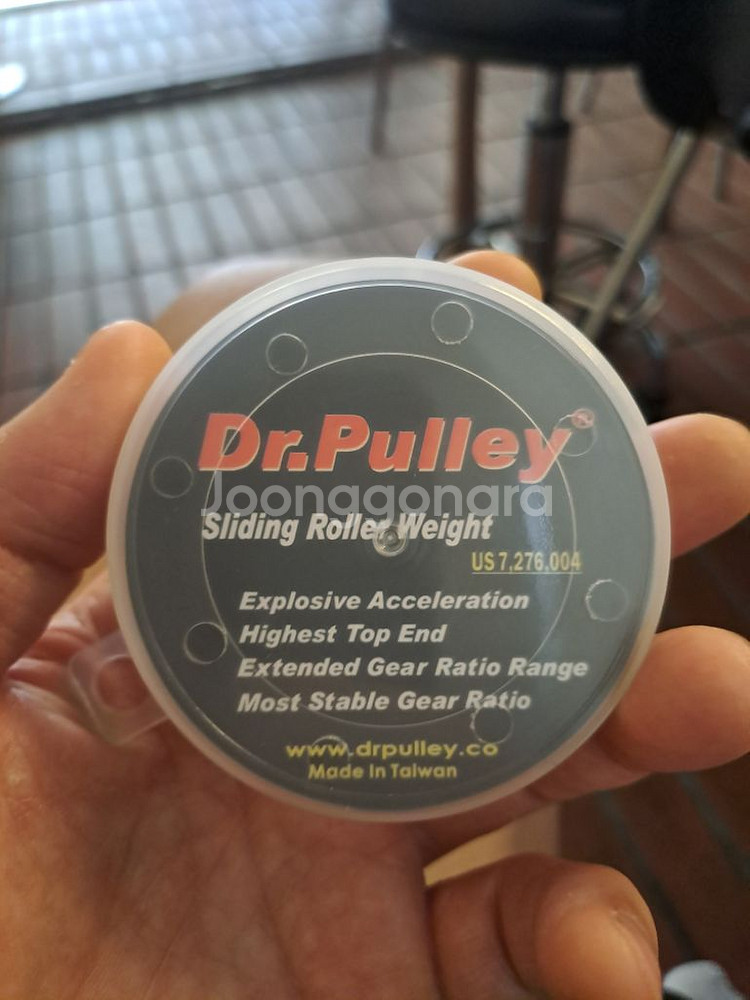 Dr.Pulley®
Joonggonara
Sliding Roller Weight
US 7,276,004
Explosive Acceleration
Highest Top End
Extended Gear Ratio Range
Most Stable Gear Ratio
www.drpulley.co
Made In Taiwan